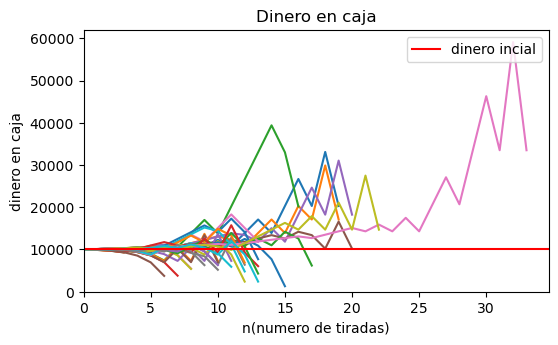 Dinero en caja
dinero incial
dinero en caja
60000
50000
40000
30000
20000
10000
0
0 5 10 15 20 25 30
n(numero de tiradas)